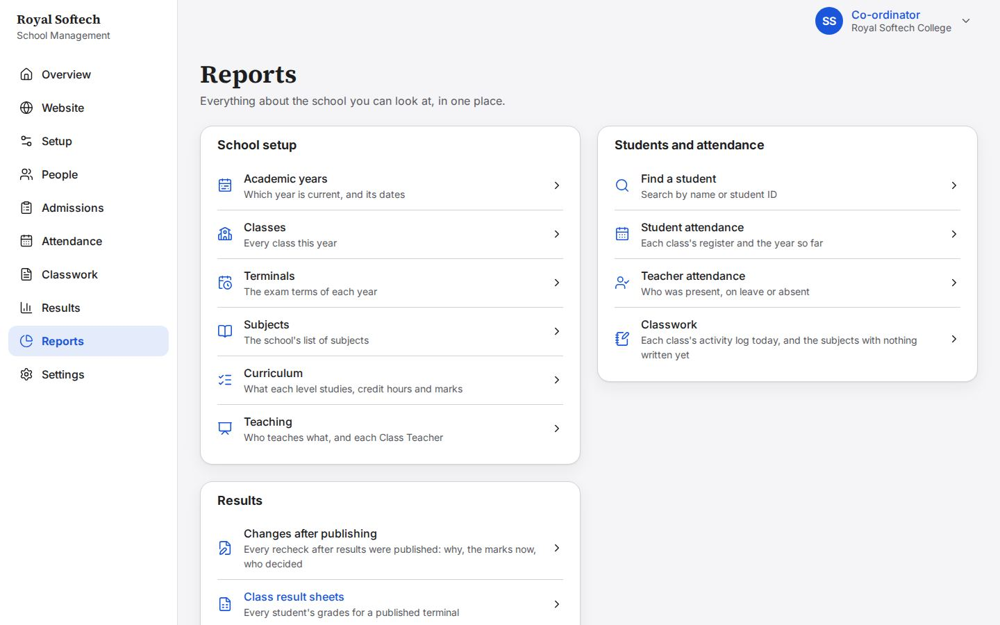 Royal Softech
School Management
Overview
Website
Setup
People
Admissions
Attendance
Classwork
Results
Reports
Settings
SS
Co-ordinator
Royal Softech College
Reports
Everything about the school you can look at, in one place.
School setup
Academic years
Which year is current, and its dates
Classes
Every class this year
Terminals
The exam terms of each year
Subjects
The school's list of subjects
Curriculum
What each level studies, credit hours and marks
Teaching
Who teaches what, and each Class Teacher
Students and attendance
Find a student
Search by name or student ID
Student attendance
Each class's register and the year so far
Teacher attendance
Who was present, on leave or absent
Classwork
Each class's activity log today, and the subjects with nothing
written yet
Results
Changes after publishing
Every recheck after results were published: why, the marks now,
who decided
Class result sheets
Every student's grades for a published terminal